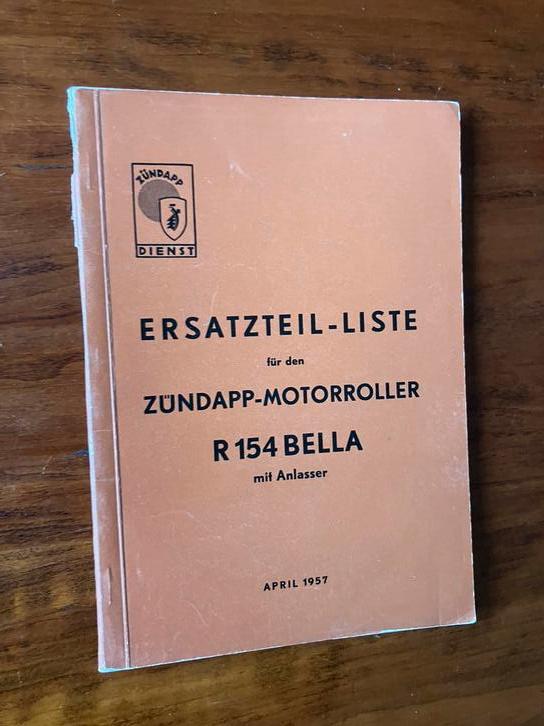 ZÜNDAPP
DIENST
ERSATZTEIL-LISTE
für den
ZÜNDAPP-MOTORROLLER
R 154 BELLA
mit Anlasser
APRIL 1957